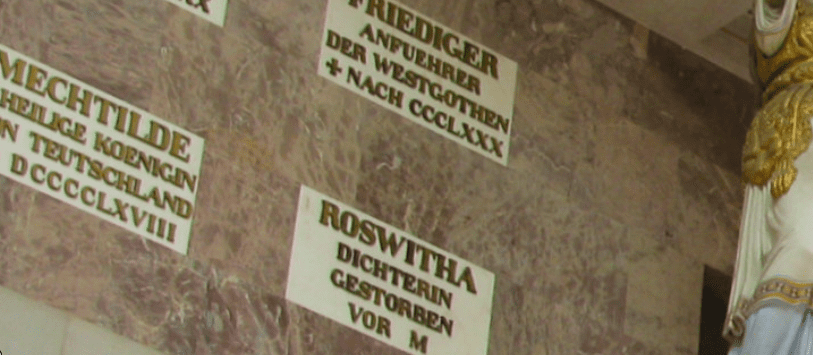 FRIEDIGER
ANFUEHRER
DER WESTGOTHEN
✝ NACH CCCLXXX
MECHTILDE
HEILIGE KOENIGIN
TEUTSCHLAND
DCCCCLXVIII
ROSWITHA
DICHTERIN
GESTORBEN
VOR M